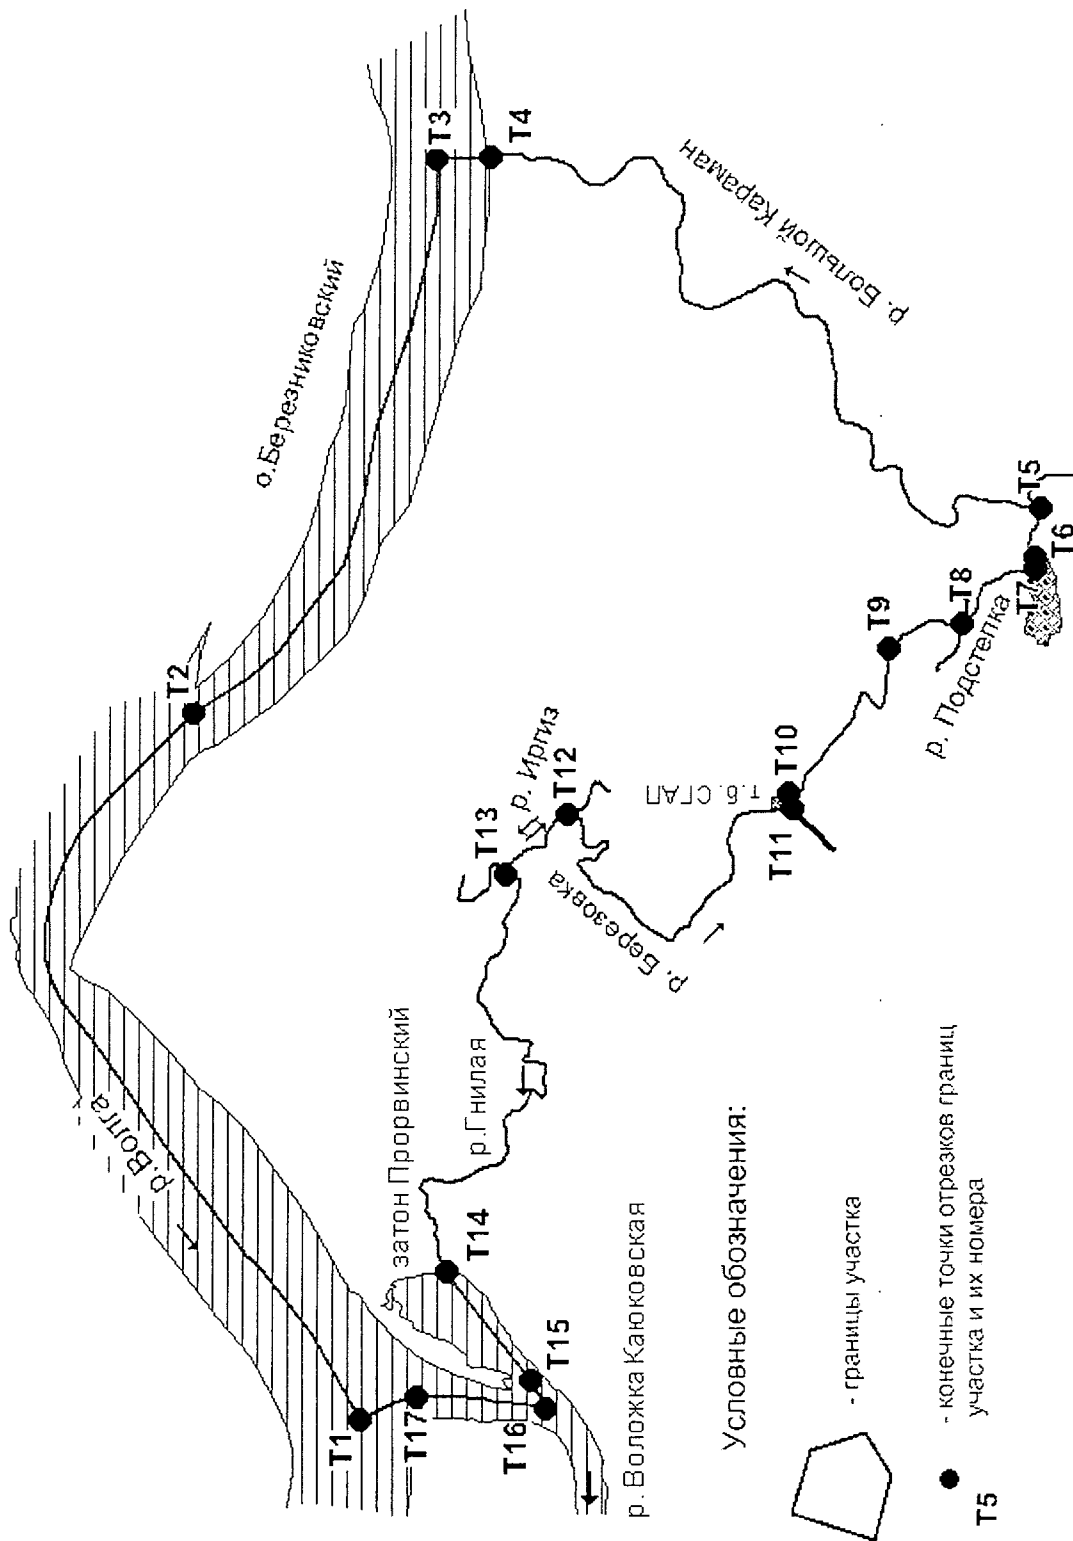 о.Березниковский
Т3
Т4
Т2
р. Большой Караман
р. Волга
р. Иргиз
Т12
Т13
т.б. СГАП
Т10
Т11
Т9
Т8
Т5
Т6
Т7
р. Подстепка
р. Березовка
затон Прорвинский
р.Гнилая
Т14
Т15
Т1
Т17
Т16
р. Воложка Каюковская
Условные обозначения:
- границы участка
Т5
- конечные точки отрезков границ
участка и их номера